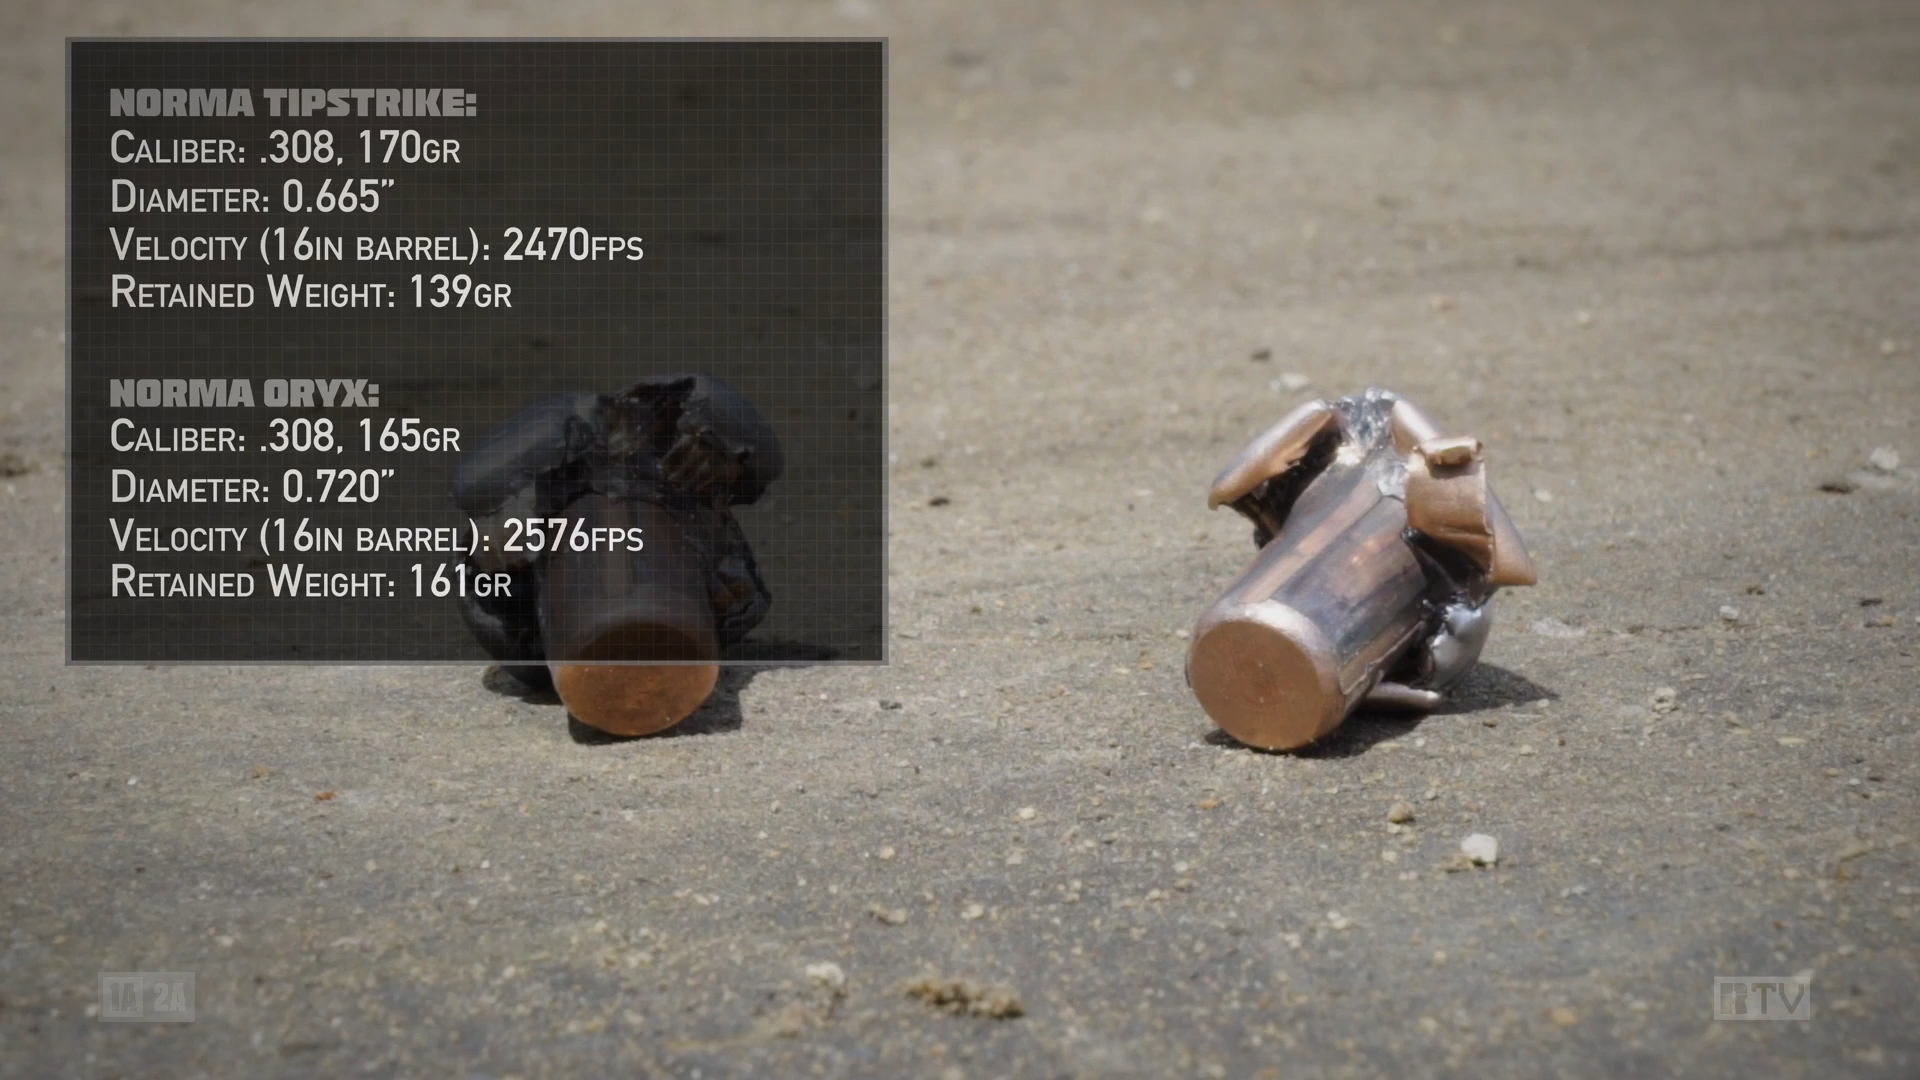 NORMA TIPSTRIKE:
CALIBER: .308, 170GR
DIAMETER: 0.665"
VELOCITY (16IN BARREL): 2470FPS
RETAINED WEIGHT: 139GR
NORMA ORYX:
CALIBER: .308, 165GR
DIAMETER: 0.720"
VELOCITY (16IN BARREL): 2576FPS
RETAINED WEIGHT: 161GR
1A 2A
RTV